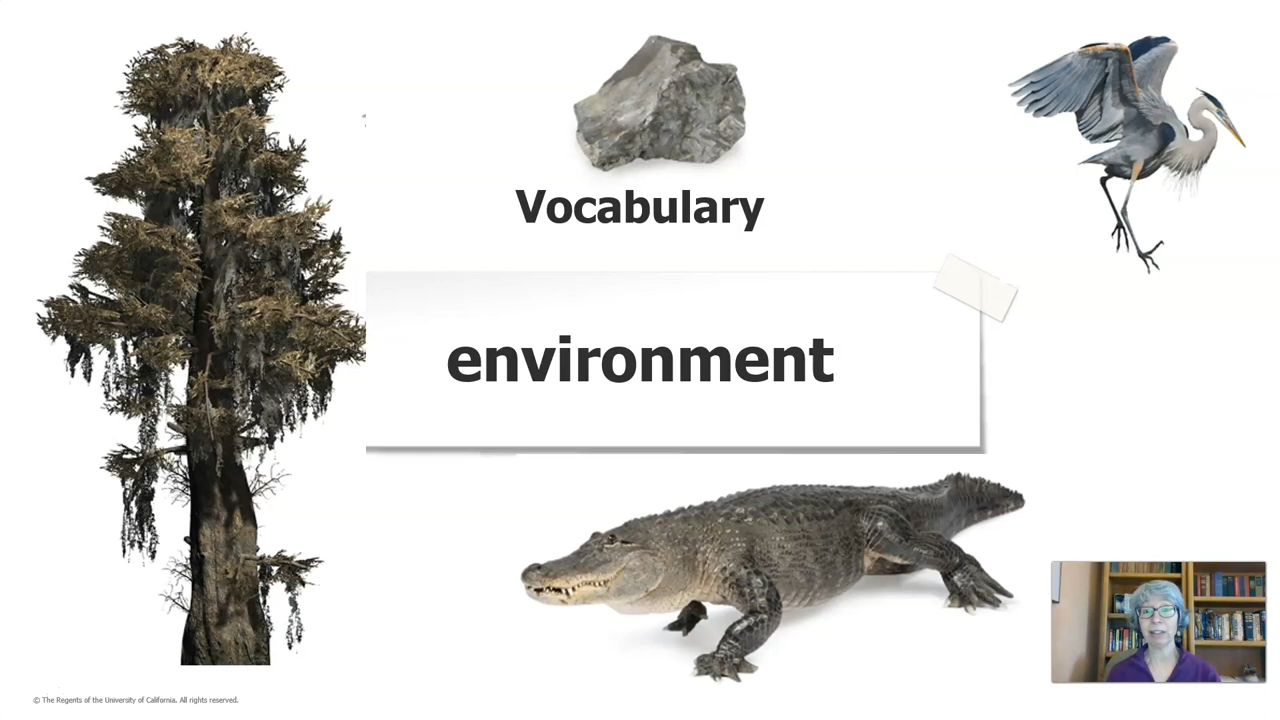 Vocabulary
environment
© The Regents of the University of California. All rights reserved.